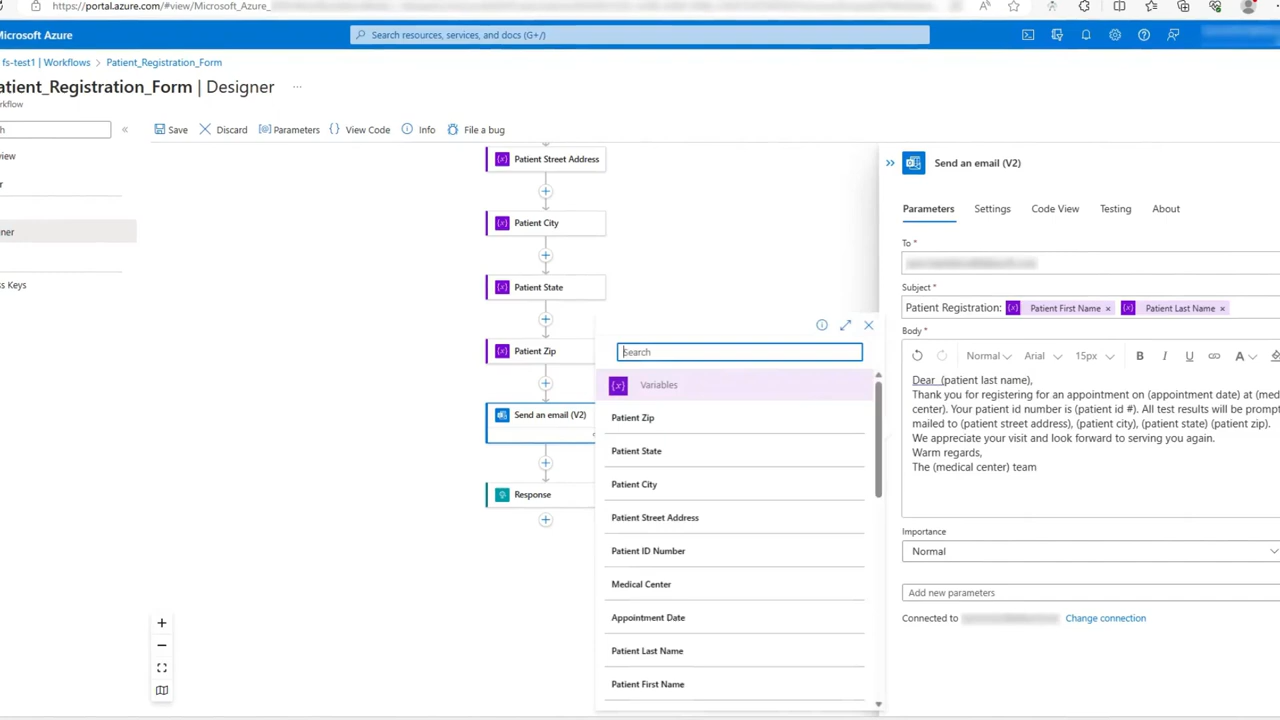 https://portal.azure.com/#view/Microsoft_Azure_
Microsoft Azure
Search resources, services, and docs (G+/)
fs-test1 | Workflows > Patient_Registration_Form
atient_Registration_Form | Designer ...
rkflow
h
«
Save
Discard
Parameters
View Code
Info
File a bug
view
r
ner
ss Keys
Patient Street Address
Patient City
Patient State
Patient Zip
Send an email (V2)
Response
Search
Variables
Patient Zip
Patient State
Patient City
Patient Street Address
Patient ID Number
Medical Center
Appointment Date
Patient Last Name
Patient First Name
Send an email (V2)
Parameters
Settings
Code View
Testing
About
To *
Subject *
Patient Registration: Patient First Name × Patient Last Name ×
Body *
Normal
Arial
15px
B I U A
Dear (patient last name),
Thank you for registering for an appointment on (appointment date) at (med
center). Your patient id number is (patient id #). All test results will be prompt
mailed to (patient street address), (patient city), (patient state) (patient zip).
We appreciate your visit and look forward to serving you again.
Warm regards,
The (medical center) team
Importance
Normal
Add new parameters
Connected to
Change connection